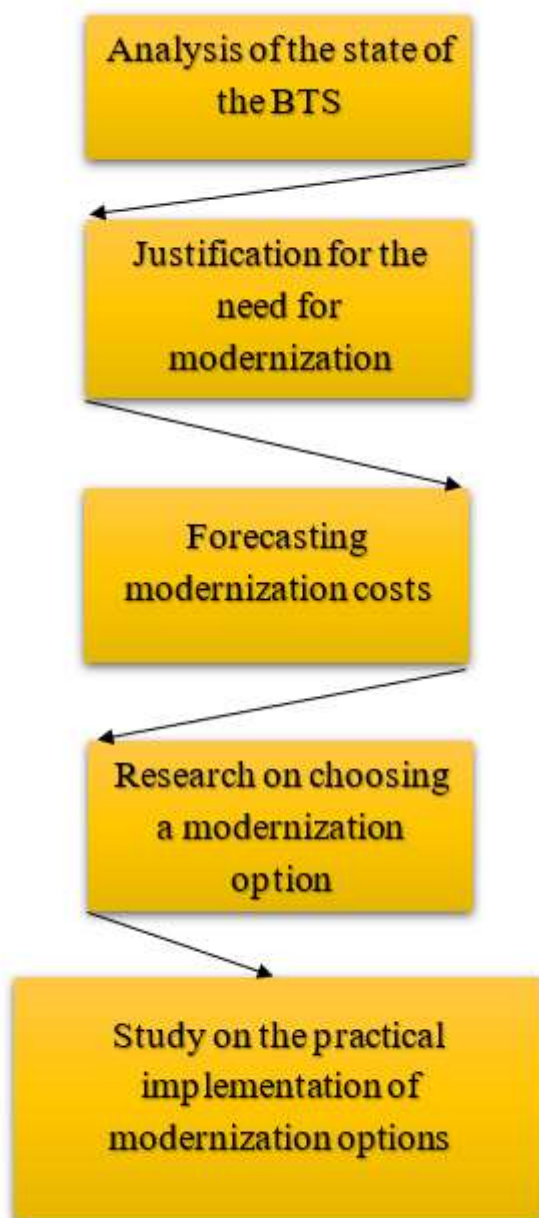 Analysis of the state of
the BTS
Justification for the
need for
modernization
Forecasting
modernization costs
Research on choosing
a modernization
option
Study on the practical
implementation of
modernization options